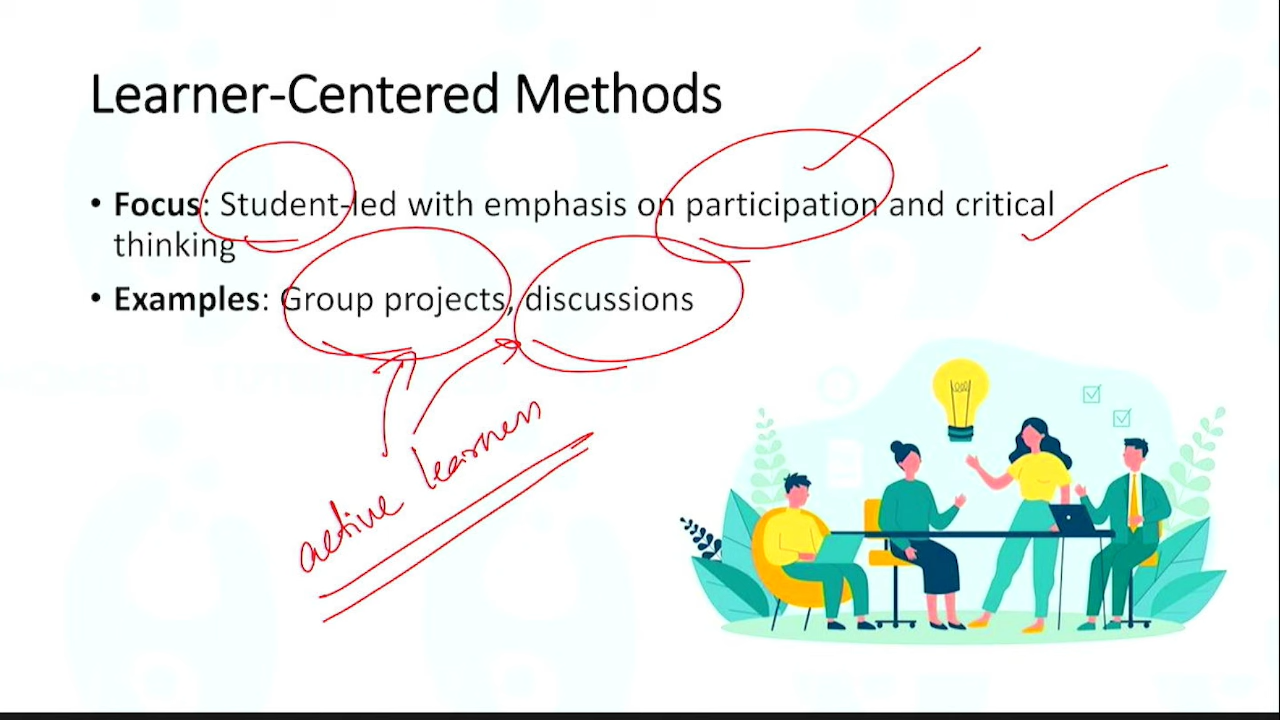 Learner-Centered Methods
• Focus: Student-led with emphasis on participation and critical
thinking
• Examples: Group projects, discussions
active learners